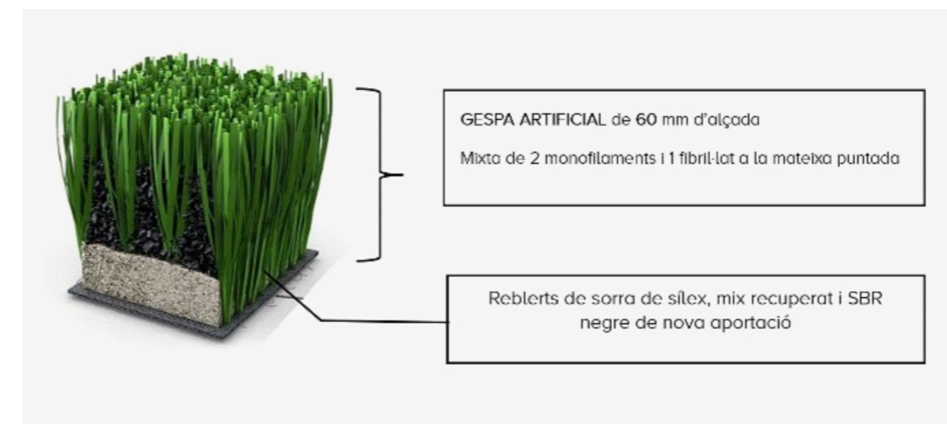 GESPA ARTIFICIAL de 60 mm d’alçada
Mixta de 2 monofilaments i 1 fibril·lat a la mateixa puntada
Reblerts de sorra de sílex, mix recuperat i SBR
negre de nova aportació